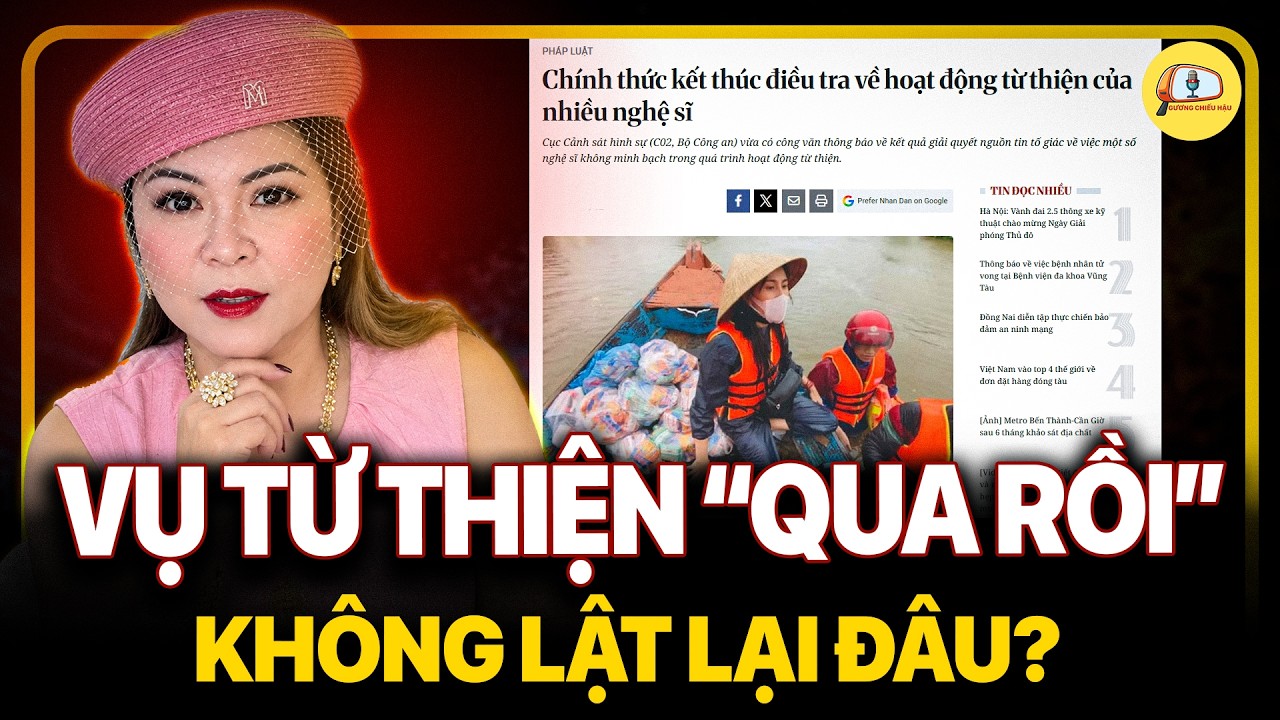 PHÁP LUẬT
Chính thức kết thúc điều tra về hoạt động từ thiện của
nhiều nghệ sĩ
Cục Cảnh sát hình sự (C02, Bộ Công an) vừa có công văn thông báo về kết quả giải quyết nguồn tin tố giác về việc một số
nghệ sĩ không minh bạch trong quá trình hoạt động từ thiện.
GƯƠNG CHIẾU HẬU
M
Prefer Nhan Dan on Google
TIN ĐỌC NHIỀU
Hà Nội: Vành đai 2.5 thông xe kỹ
thuật chào mừng Ngày Giải
phóng Thủ đô
1
Thông báo về việc bệnh nhân tử
vong tại Bệnh viện đa khoa Vũng
Tàu
2
Đồng Nai diễn tập thực chiến bảo
đảm an ninh mạng
3
Việt Nam vào top 4 thế giới về
đơn đặt hàng đóng tàu
4
[Ảnh] Metro Bến Thành-Cần Giờ
sau 6 tháng khảo sát địa chất
5
VỤ TỪ THIỆN “QUA RỒI”
KHÔNG LẬT LẠI ĐÂU?